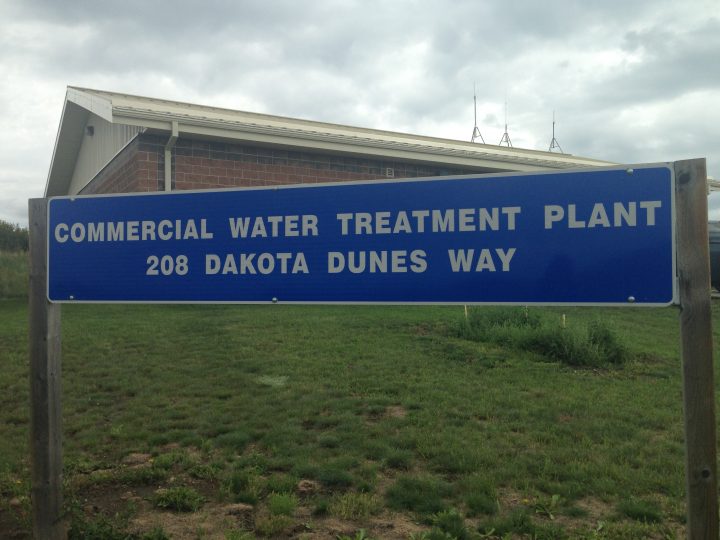 COMMERCIAL WATER TREATMENT PLANT
208 DAKOTA DUNES WAY